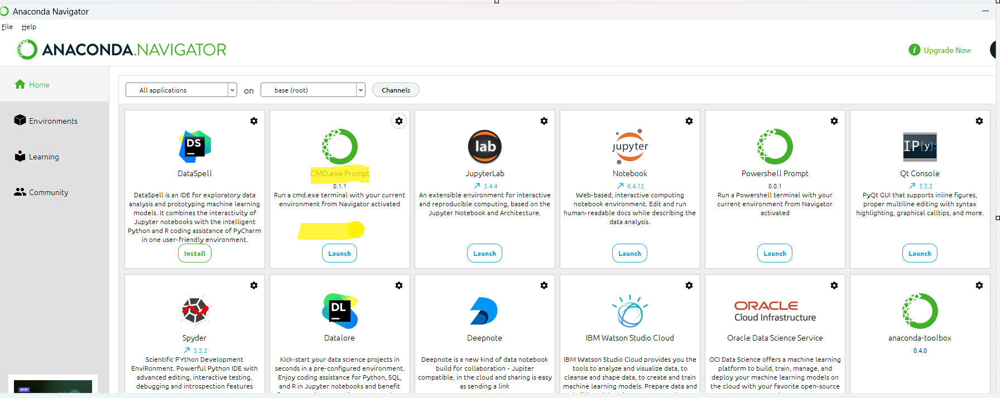 Anaconda Navigator
File Help
ANACONDA.NAVIGATOR
Upgrade Now
Home
Environments
Learning
Community
All applications on base (root) Channels
DS
DataSpell
DataSpell is an IDE for exploratory data
analysis and prototyping machine learning
models. It combines the interactivity of
Jupyter notebooks with the intelligent
Python and R coding assistance of PyCharm
in one user-friendly environment.
Install
CMD.exe Prompt
0.1.1
Run a cmd.exe terminal with your current
environment from Navigator activated
Launch
lab
JupyterLab
3.4.4
An extensible environment for interactive
and reproducible computing, based on the
Jupyter Notebook and Architecture.
Launch
jupyter
Notebook
6.4.12
Web-based, interactive computing
notebook environment. Edit and run
human-readable docs while describing the
data analysis.
Launch
Powershell Prompt
0.0.1
Run a Powershell terminal with your
current environment from Navigator
activated
Launch
IP[y]:
Qt Console
5.2.2
PyQt GUI that supports inline figures,
proper multiline editing with syntax
highlighting, graphical calltips, and more.
Launch
Spyder
5.2.2
Scientific PYthon Development
EnviRonment. Powerful Python IDE with
advanced editing, interactive testing,
debugging and introspection features
DL
Datalore
Kick-start your data science projects in
seconds in a pre-configured environment.
Enjoy coding assistance for Python, SQL,
and R in Jupyter notebooks and benefit
Deepnote
Deepnote is a new kind of data notebook
build for collaboration - Jupiter
compatible, in the cloud and sharing is easy
as sending a link
IBM Watson Studio Cloud
IBM Watson Studio Cloud provides you the
tools to analyze and visualize data, to
cleanse and shape data, to create and train
machine learning models. Prepare data and
ORACLE
Cloud Infrastructure
Oracle Data Science Service
OCI Data Science offers a machine learning
platform to build, train, manage, and
deploy your machine learning models on
the cloud with your favorite open-source
anaconda-toolbox
0.4.0